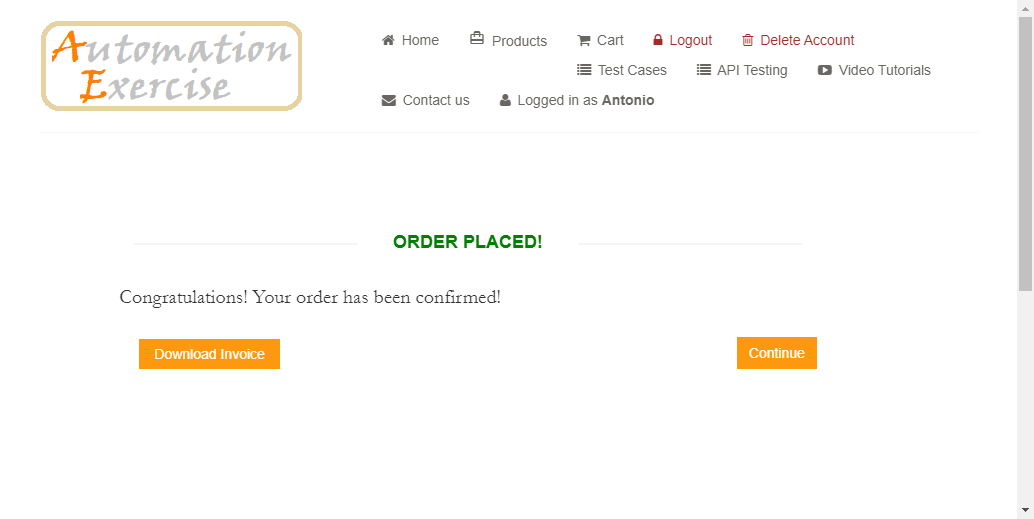 Automation
Exercise
Home Products Cart Logout Delete Account
Test Cases API Testing Video Tutorials
Contact us Logged in as Antonio
ORDER PLACED!
Congratulations! Your order has been confirmed!
Download Invoice Continue